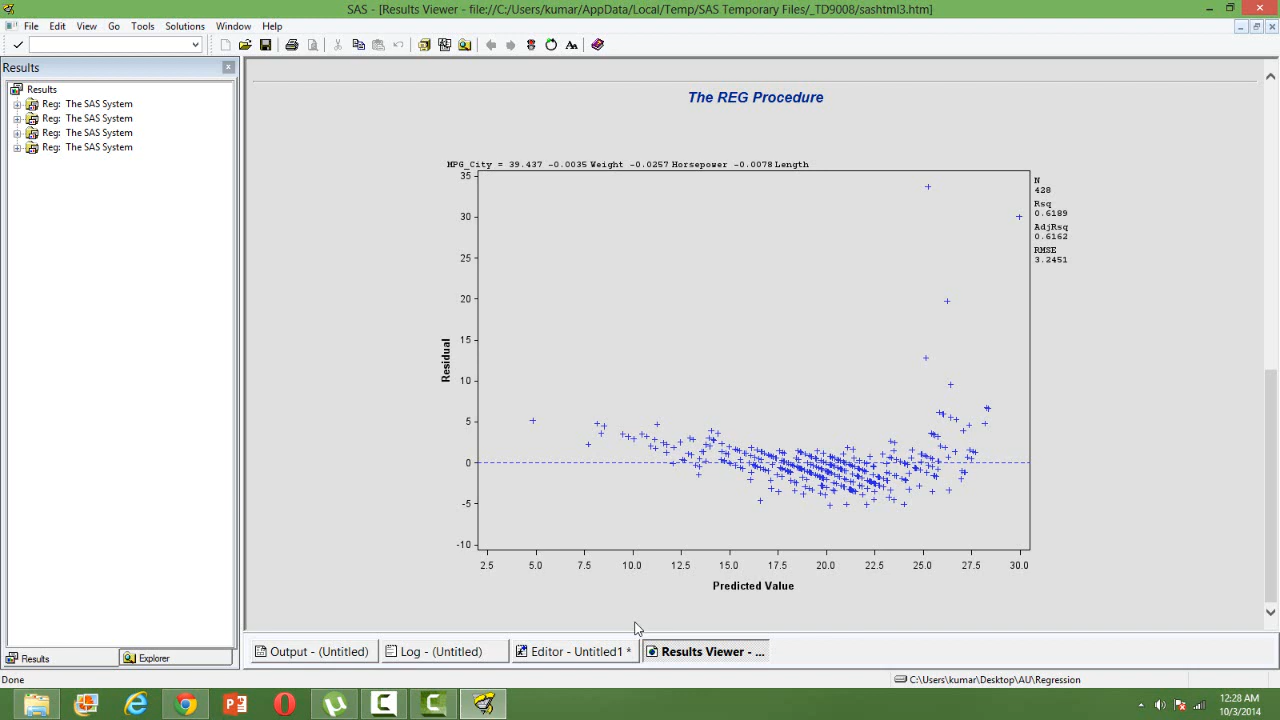 SAS - [Results Viewer - file://C:/Users/kumar/AppData/Local/Temp/SAS Temporary Files/_TD9008/sashtml3.htm]
File Edit View Go Tools Solutions Window Help
Results
Results
Reg: The SAS System
Reg: The SAS System
Reg: The SAS System
Reg: The SAS System
The REG Procedure
MPG_City = 39.437 -0.0035 Weight -0.0257 Horsepower -0.0078 Length
35
30
25
20
15
10
5
0
-5
-10
Residual
N
428
Rsq
0.6189
AdjRsq
0.6162
RMSE
3.2451
2.5 5.0 7.5 10.0 12.5 15.0 17.5 20.0 22.5 25.0 27.5 30.0
Predicted Value
Results Explorer
Output - (Untitled) Log - (Untitled) Editor - Untitled1 * Results Viewer - ...
Done
C:\Users\kumar\Desktop\AU\Regression
12:28 AM
10/3/2014